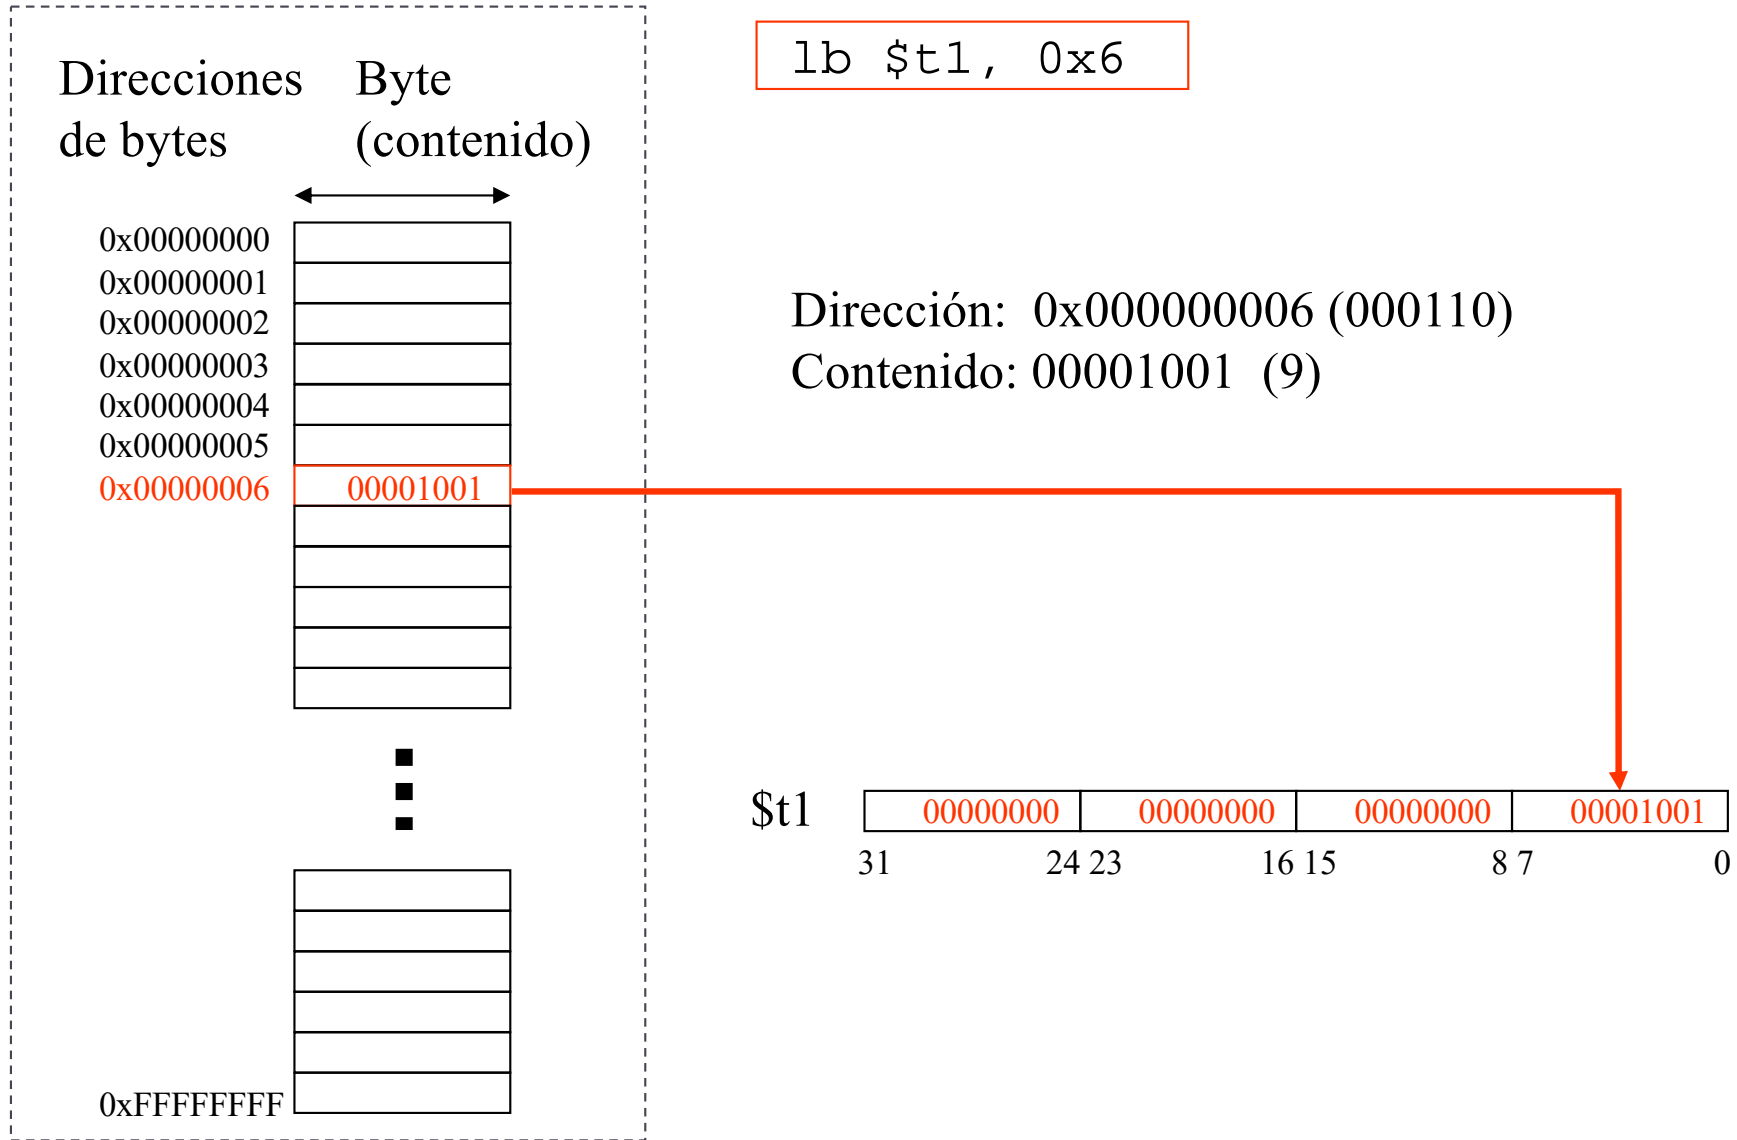 lb $t1, 0x6
Direcciones
de bytes
Byte
(contenido)
0x00000000
0x00000001
0x00000002
0x00000003
0x00000004
0x00000005
0x00000006 00001001
Dirección: 0x000000006 (000110)
Contenido: 00001001 (9)
$t1 00000000 00000000 00000000 00001001
31 24 23 16 15 8 7 0
0xFFFFFFFF